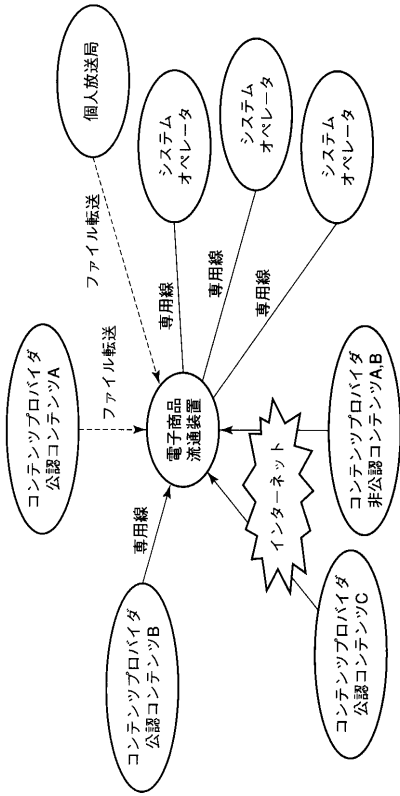 コンテンツプロバイダ
公認コンテンツB
コンテンツプロバイダ
公認コンテンツA
個人放送局
専用線
ファイル転送
ファイル転送
電子商品
流通装置
専用線
専用線
専用線
システム
オペレータ
システム
オペレータ
システム
オペレータ
インターネット
コンテンツプロバイダ
公認コンテンツC
コンテンツプロバイダ
非公認コンテンツA,B